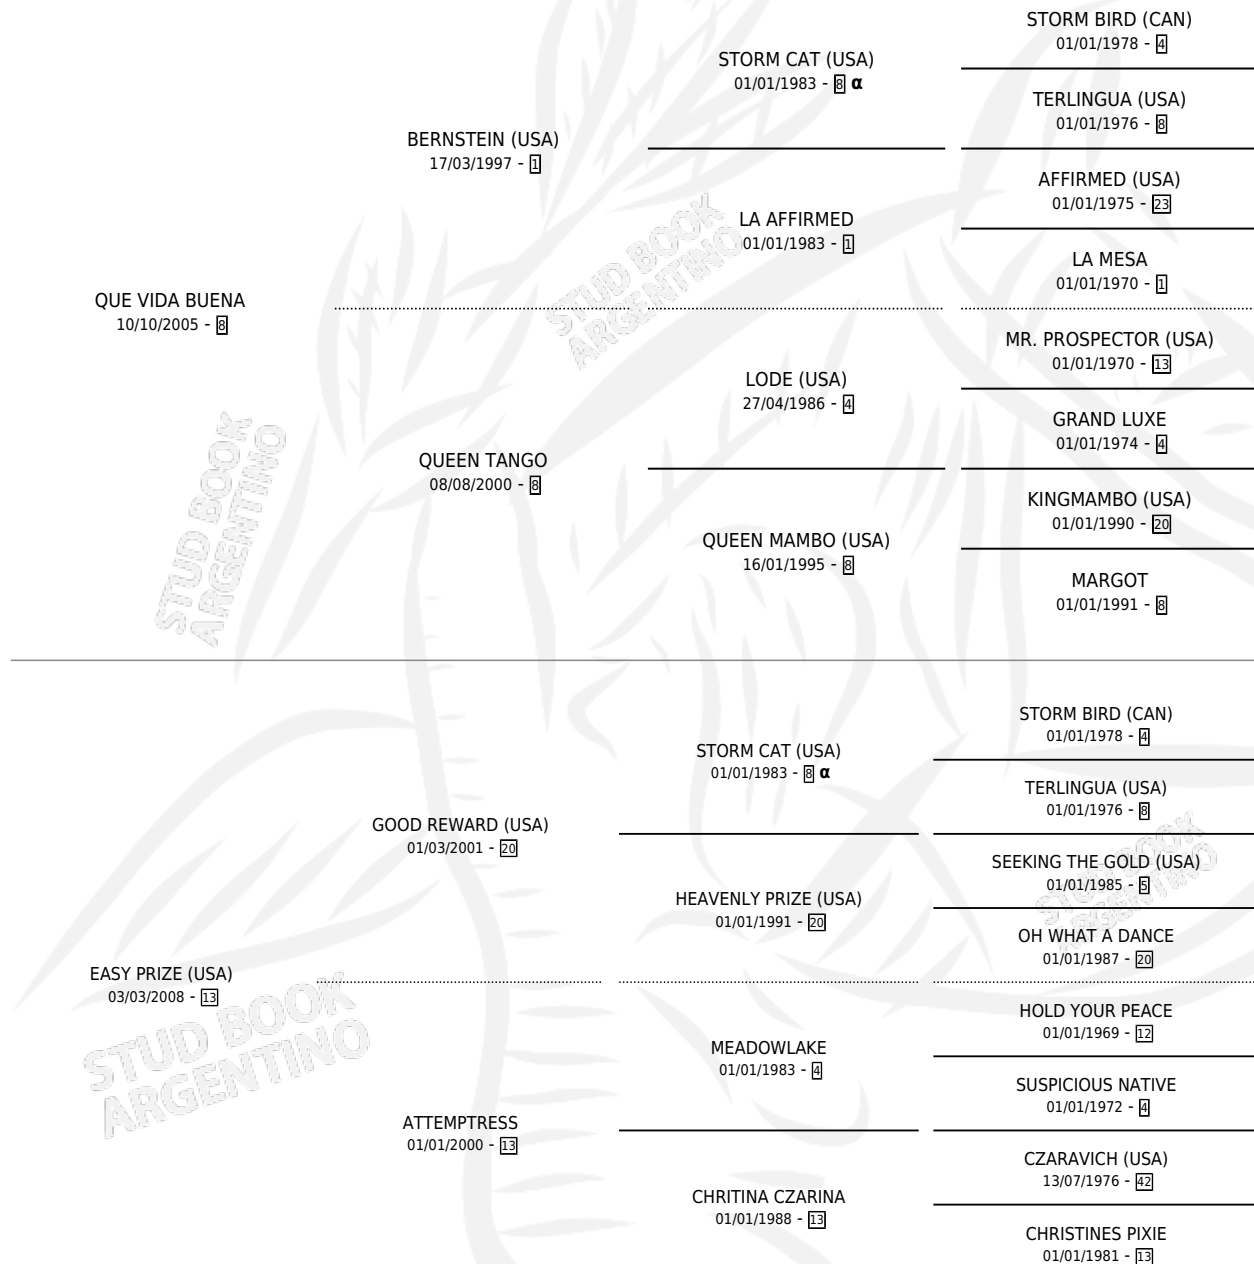 STORM BIRD (CAN)
01/01/1978 - 4
STORM CAT (USA)
01/01/1983 - 8 α
TERLINGUA (USA)
01/01/1976 - 8
BERNSTEIN (USA)
17/03/1997 - 1
AFFIRMED (USA)
01/01/1975 - 23
LA AFFIRMED
01/01/1983 - 1
LA MESA
01/01/1970 - 1
QUE VIDA BUENA
10/10/2005 - 8
MR. PROSPECTOR (USA)
01/01/1970 - 13
LODE (USA)
27/04/1986 - 4
GRAND LUXE
01/01/1974 - 4
QUEEN TANGO
08/08/2000 - 8
KINGMAMBO (USA)
01/01/1990 - 20
QUEEN MAMBO (USA)
16/01/1995 - 8
MARGOT
01/01/1991 - 8
STORM BIRD (CAN)
01/01/1978 - 4
STORM CAT (USA)
01/01/1983 - 8 α
TERLINGUA (USA)
01/01/1976 - 8
GOOD REWARD (USA)
01/03/2001 - 20
SEEKING THE GOLD (USA)
01/01/1985 - 5
HEAVENLY PRIZE (USA)
01/01/1991 - 20
OH WHAT A DANCE
01/01/1987 - 20
EASY PRIZE (USA)
03/03/2008 - 13
HOLD YOUR PEACE
01/01/1969 - 12
MEADOWLAKE
01/01/1983 - 4
SUSPICIOUS NATIVE
01/01/1972 - 4
ATTEMPTRESS
01/01/2000 - 13
CZARAVICH (USA)
13/07/1976 - 42
CHRITINA CZARINA
01/01/1988 - 13
CHRISTINES PIXIE
01/01/1981 - 13
STUD BOOK
ARGENTINO
STUD BOOK
ARGENTINO
STUD BOOK
ARGENTINO
STUD BOOK
ARGENTINO